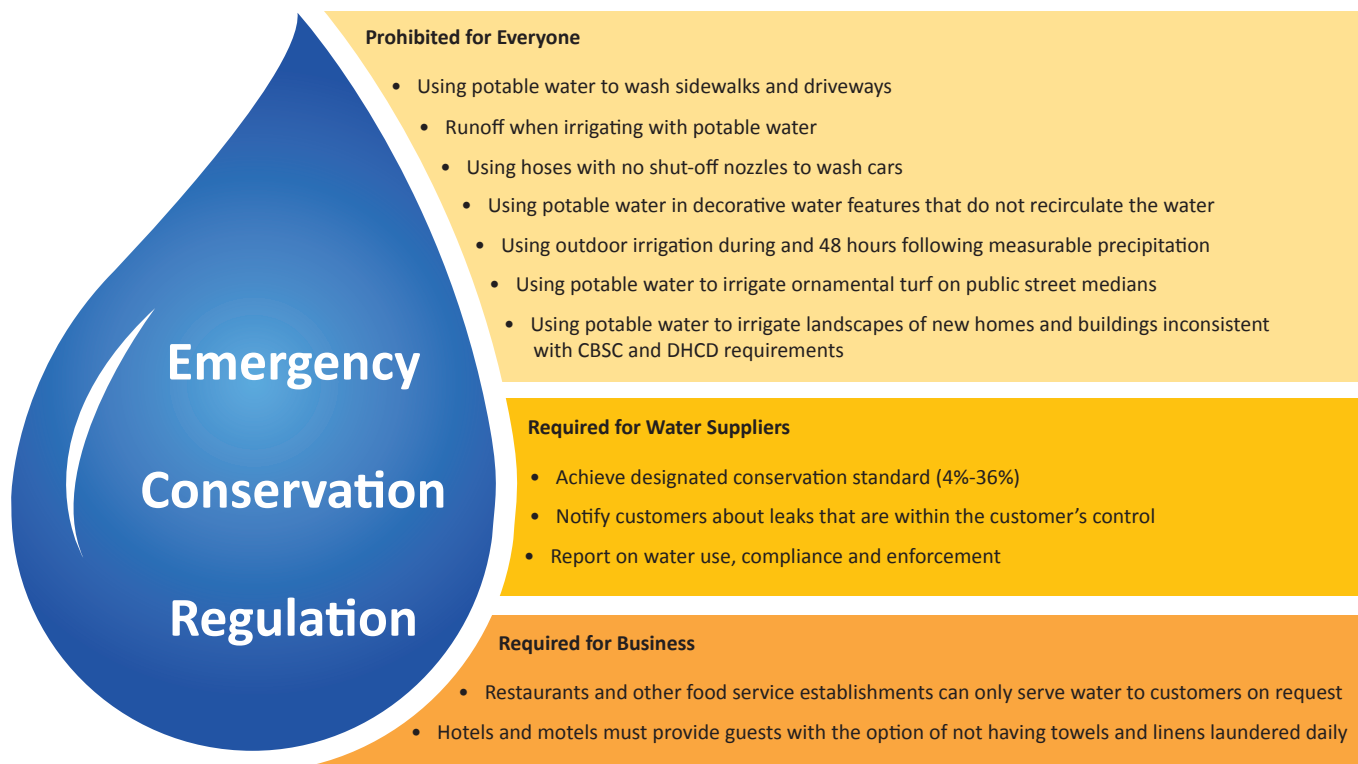 Emergency
Conservation
Regulation
Prohibited for Everyone
• Using potable water to wash sidewalks and driveways
• Runoff when irrigating with potable water
• Using hoses with no shut-off nozzles to wash cars
• Using potable water in decorative water features that do not recirculate the water
• Using outdoor irrigation during and 48 hours following measurable precipitation
• Using potable water to irrigate ornamental turf on public street medians
• Using potable water to irrigate landscapes of new homes and buildings inconsistent
with CBSC and DHCD requirements
Required for Water Suppliers
• Achieve designated conservation standard (4%-36%)
• Notify customers about leaks that are within the customer’s control
• Report on water use, compliance and enforcement
Required for Business
• Restaurants and other food service establishments can only serve water to customers on request
• Hotels and motels must provide guests with the option of not having towels and linens laundered daily